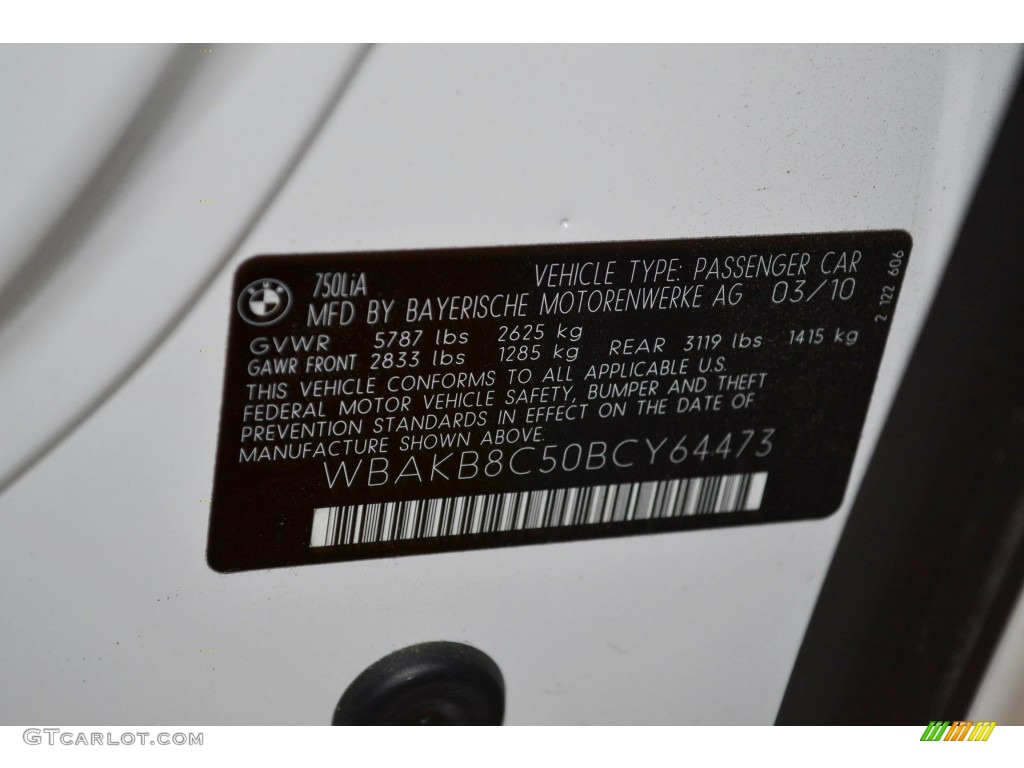 750LiA VEHICLE TYPE: PASSENGER CAR
MFD BY BAYERISCHE MOTORENWERKE AG 03/10
GVWR 5787 lbs 2625 kg
GAWR FRONT 2833 lbs 1285 kg REAR 3119 lbs 1415 kg
THIS VEHICLE CONFORMS TO ALL APPLICABLE U.S.
FEDERAL MOTOR VEHICLE SAFETY, BUMPER AND THEFT
PREVENTION STANDARDS IN EFFECT ON THE DATE OF
MANUFACTURE SHOWN ABOVE.
WBAKB8C50BCY64473
2 122 606
GTCARLOT.COM